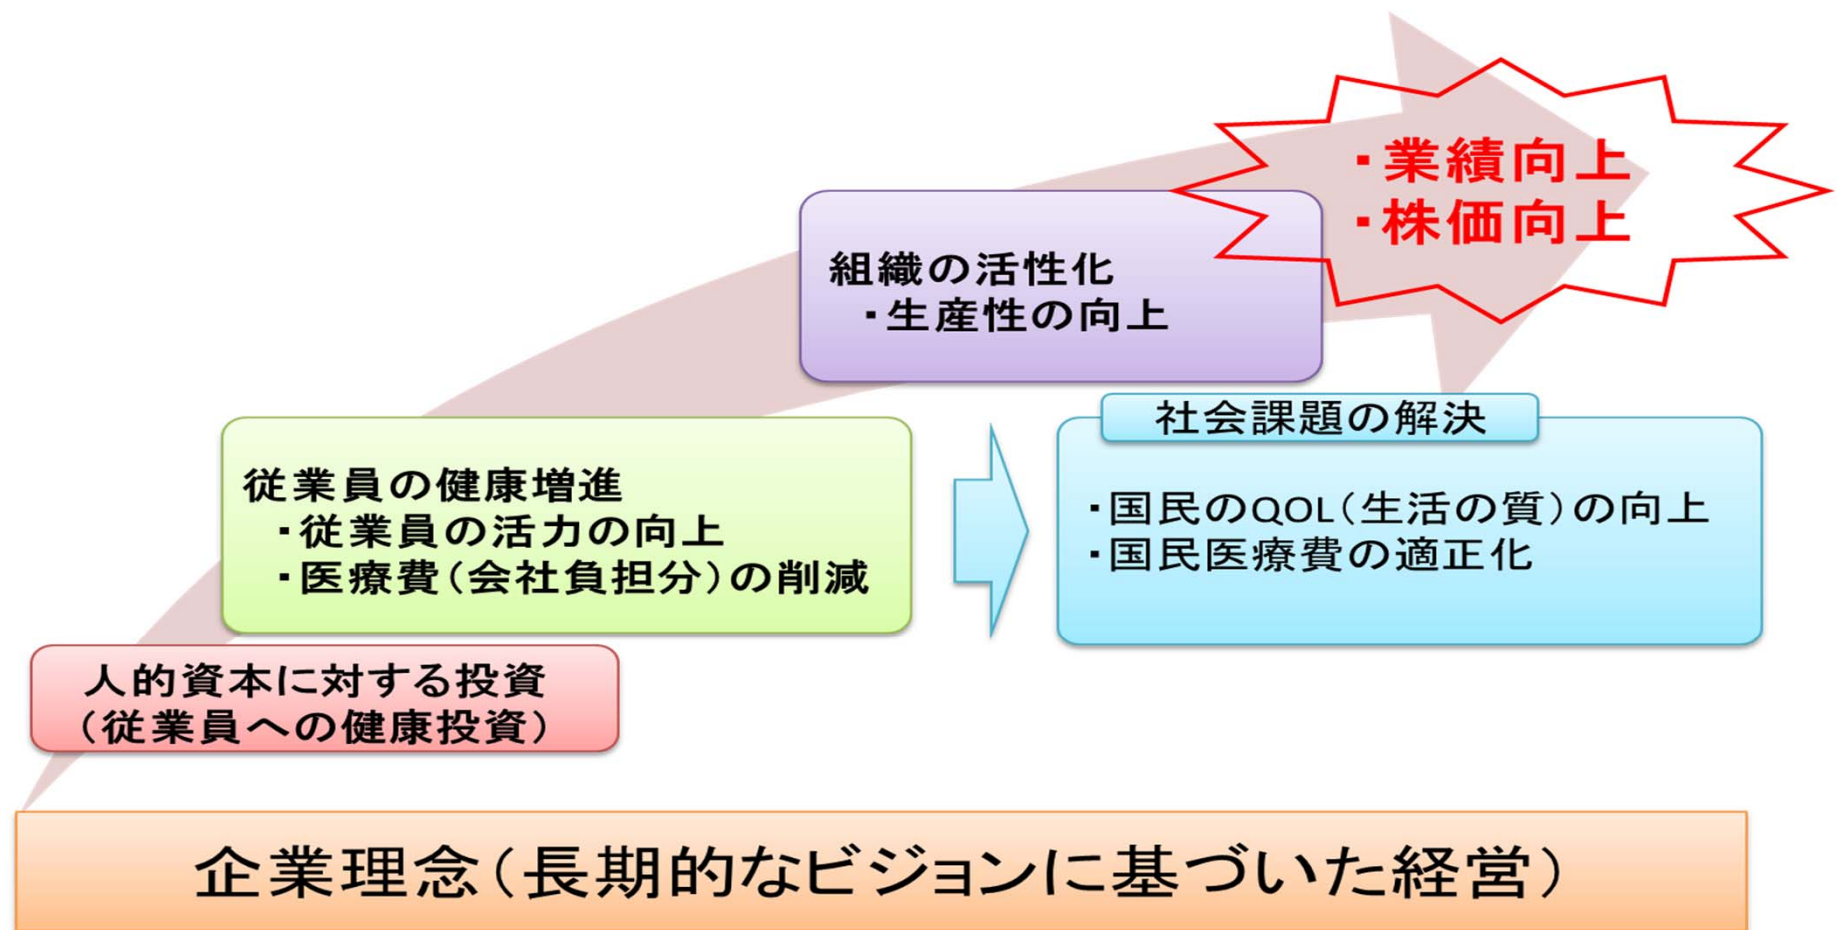 ・業績向上
・株価向上
組織の活性化
・生産性の向上
従業員の健康増進
・従業員の活力の向上
・医療費（会社負担分）の削減
社会課題の解決
・国民のQOL（生活の質）の向上
・国民医療費の適正化
人的資本に対する投資
（従業員への健康投資）
企業理念（長期的なビジョンに基づいた経営）